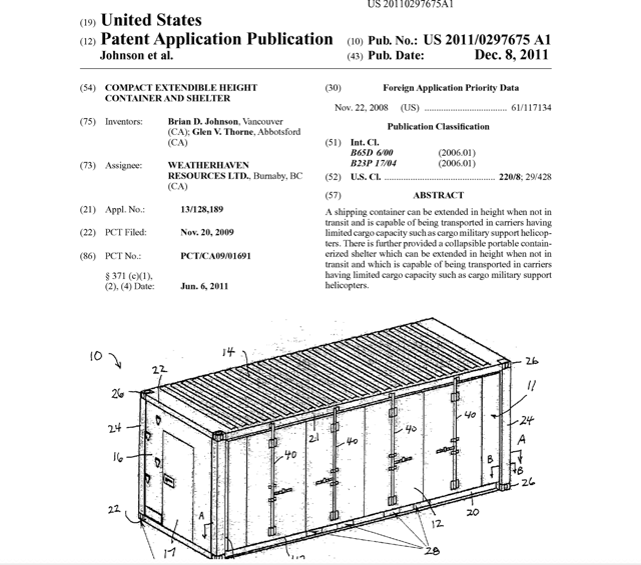 US 20110297675A1
(19) United States
(12) Patent Application Publication (10) Pub. No.: US 2011/0297675 A1
Johnson et al. (43) Pub. Date: Dec. 8, 2011
(54) COMPACT EXTENDIBLE HEIGHT
CONTAINER AND SHELTER
(75) Inventors: Brian D. Johnson, Vancouver
(CA); Glen V. Thorne, Abbotsford
(CA)
(73) Assignee: WEATHERHAVEN
RESOURCES LTD., Burnaby, BC
(CA)
(21) Appl. No.: 13/128,189
(22) PCT Filed: Nov. 20, 2009
(86) PCT No.: PCT/CA09/01691
§ 371 (c)(1),
(2), (4) Date: Jun. 6, 2011
(30) Foreign Application Priority Data
Nov. 22, 2008 (US) ................................. 61/117134
Publication Classification
(51) Int. Cl.
B65D 6/00 (2006.01)
B23P 17/04 (2006.01)
(52) U.S. Cl. ............................................. 220/8; 29/428
(57) ABSTRACT
A shipping container can be extended in height when not in
transit and is capable of being transported in carriers having
limited cargo capacity such as cargo military support helicop-
ters. There is further provided a collapsible portable contain-
erized shelter which can be extended in height when not in
transit and which is capable of being transported in carriers
having limited cargo capacity such as cargo military support
helicopters.
10
14
22
26
26
11
24
24
21
40
40
40
40
16
A
B
B
26
22
A
17
12
20
28